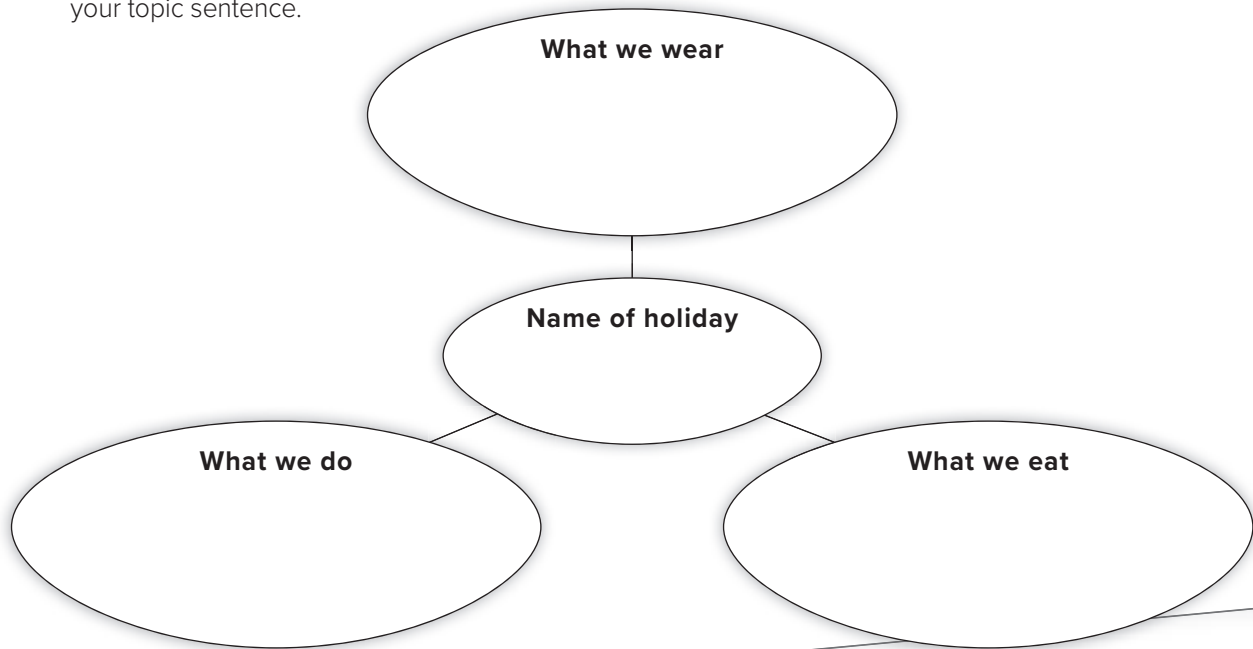 your topic sentence.
What we wear
Name of holiday
What we do
What we eat